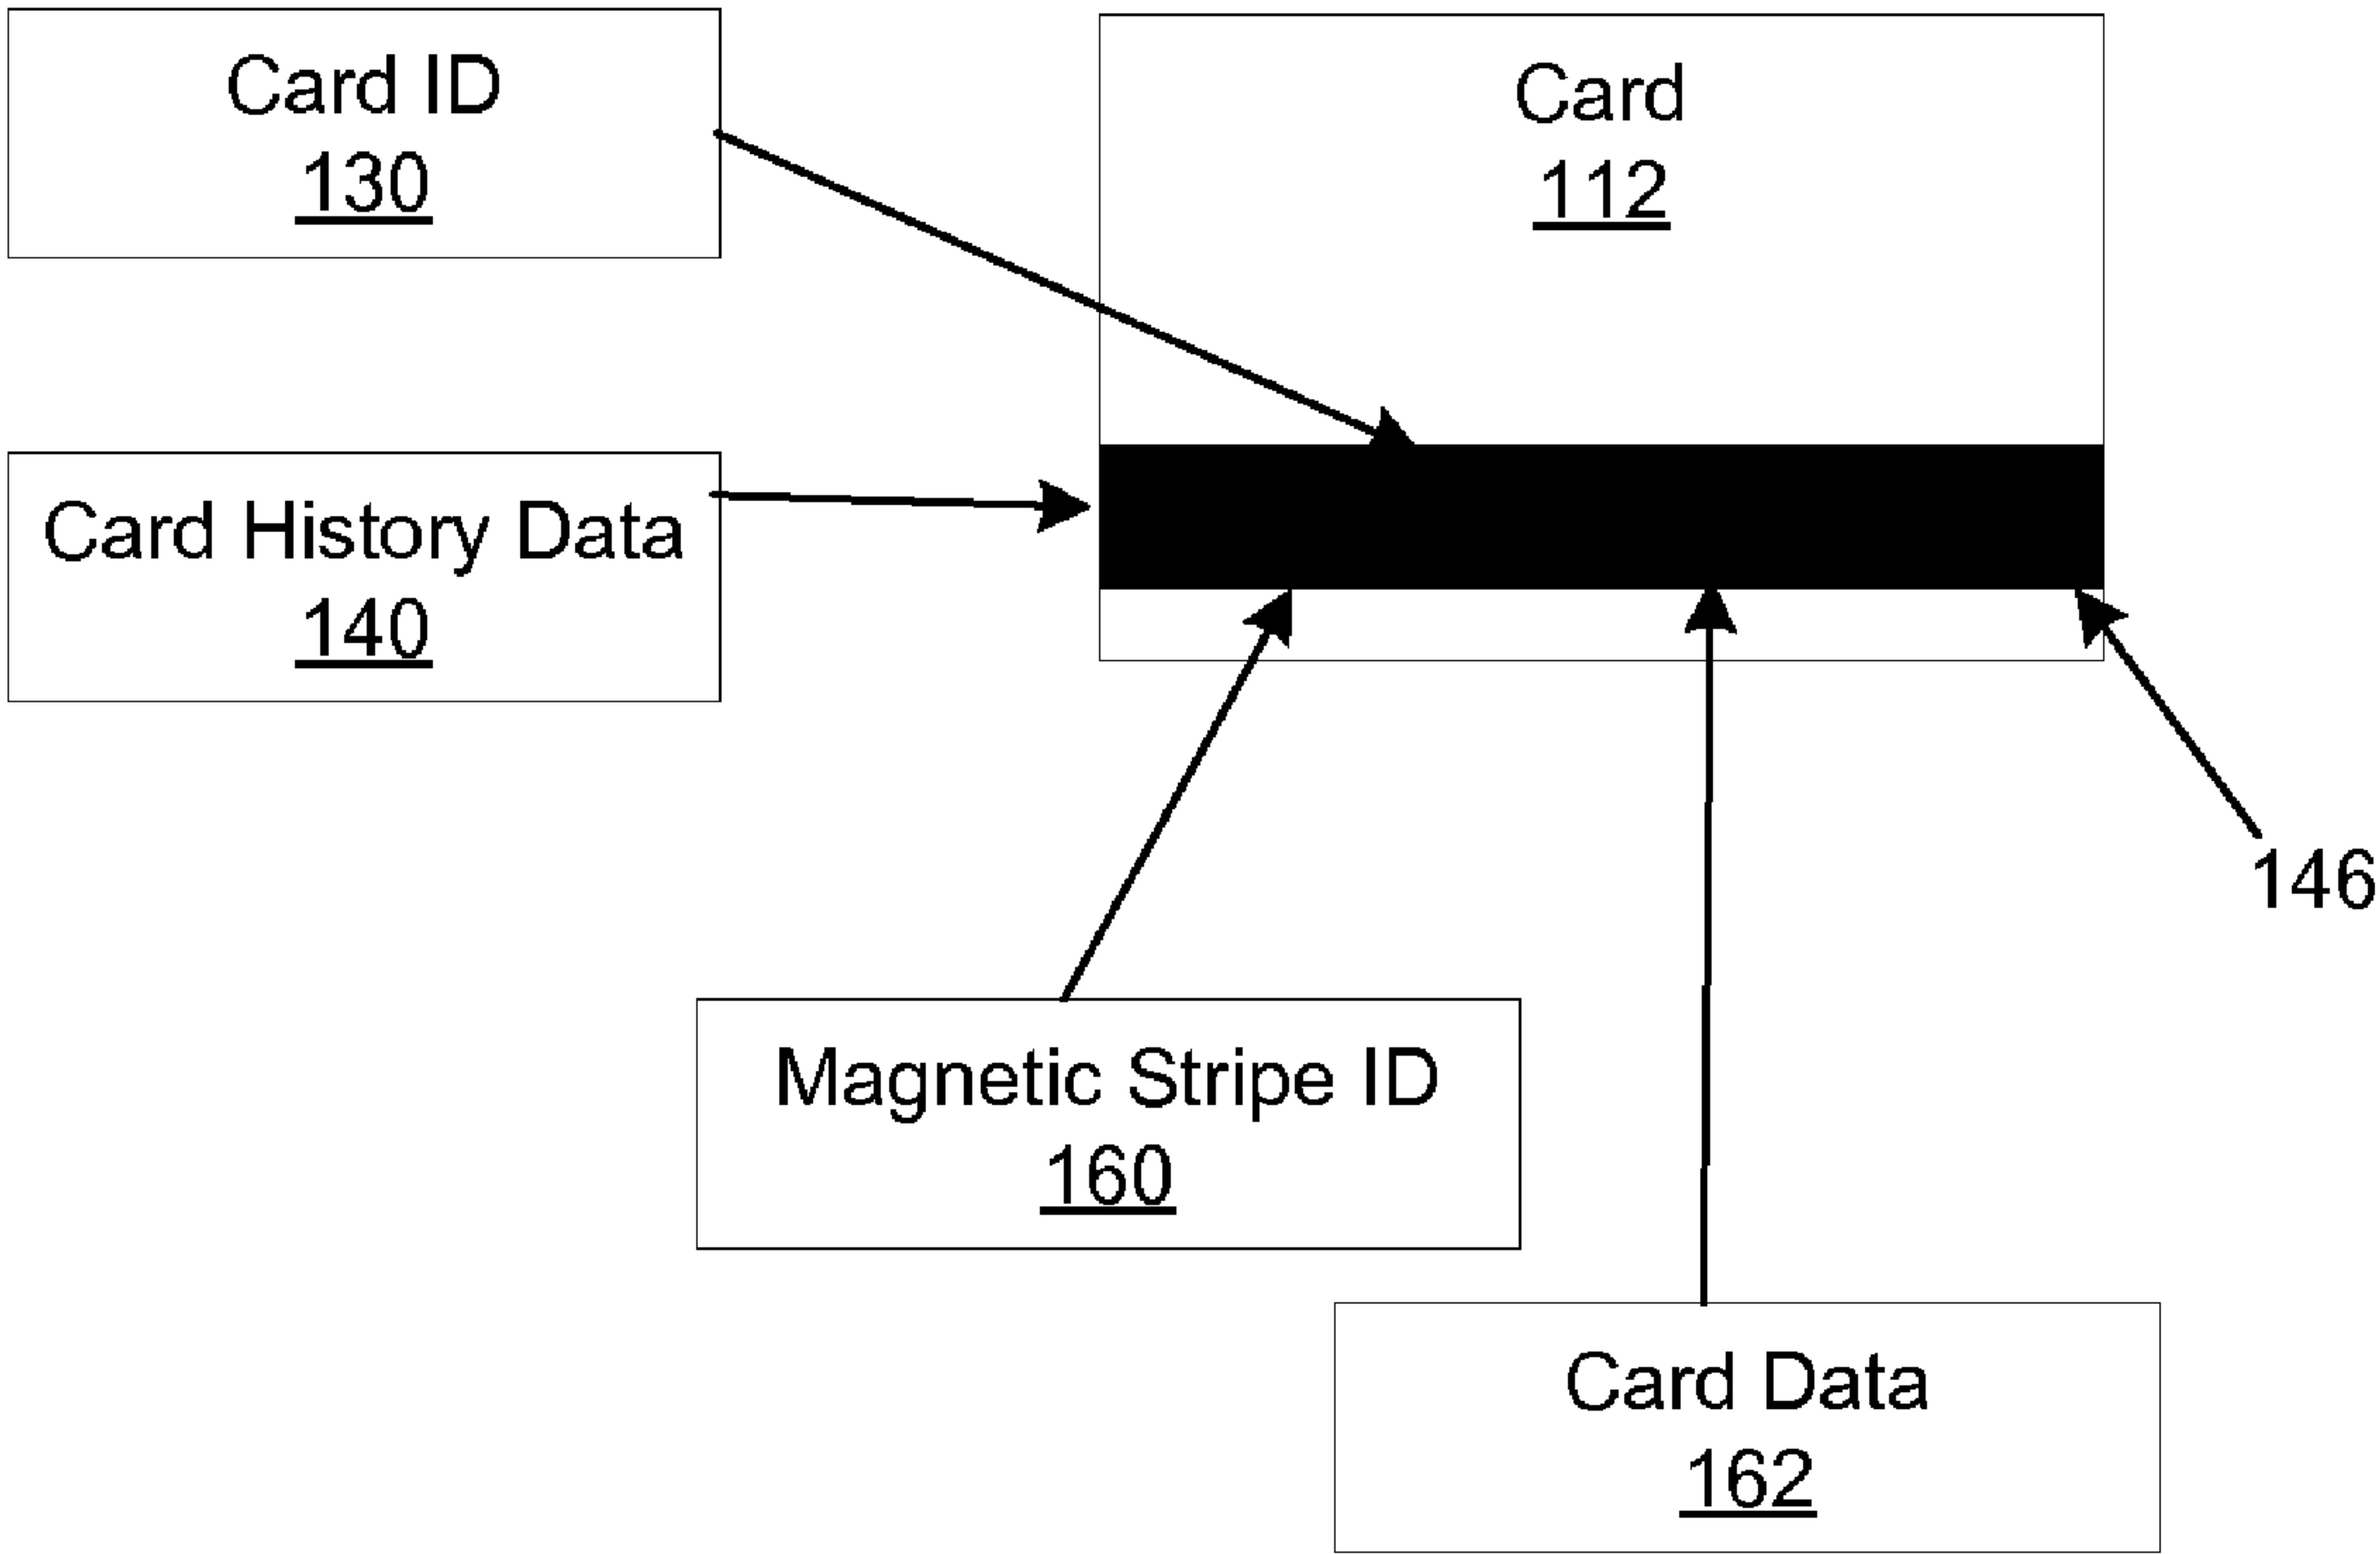 Card ID
130
Card
112
Card History Data
140
146
Magnetic Stripe ID
160
Card Data
162